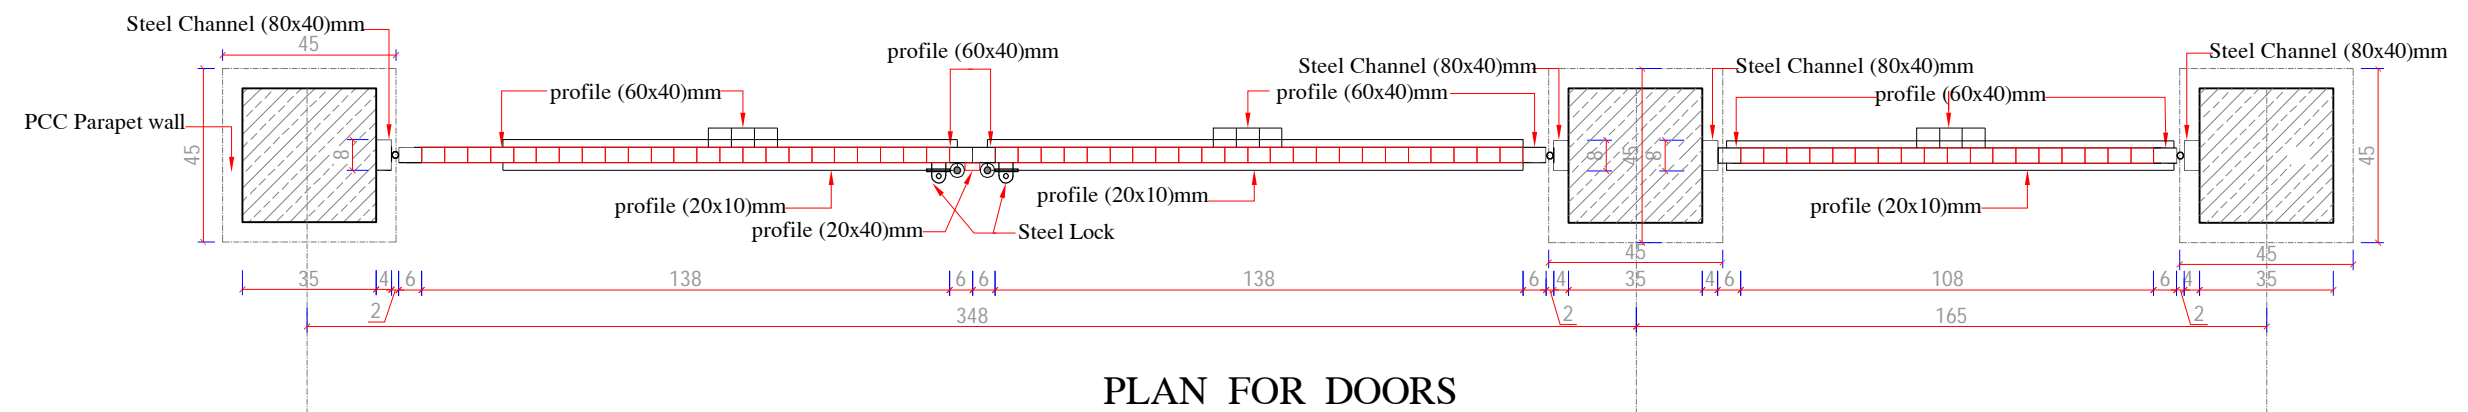 Steel Channel (80x40)mm
45
profile (60x40)mm
Steel Channel (80x40)mm
Steel Channel (80x40)mm
Steel Channel (80x40)mm
profile (60x40)mm
profile (60x40)mm
profile (60x40)mm
PCC Parapet wall
45
8
8
45
8
45
profile (20x10)mm
profile (20x10)mm
profile (20x10)mm
profile (20x40)mm
Steel Lock
45
45
35
4
6
138
6
6
138
6
4
35
4
6
108
6
4
35
2
2
2
348
165
PLAN FOR DOORS